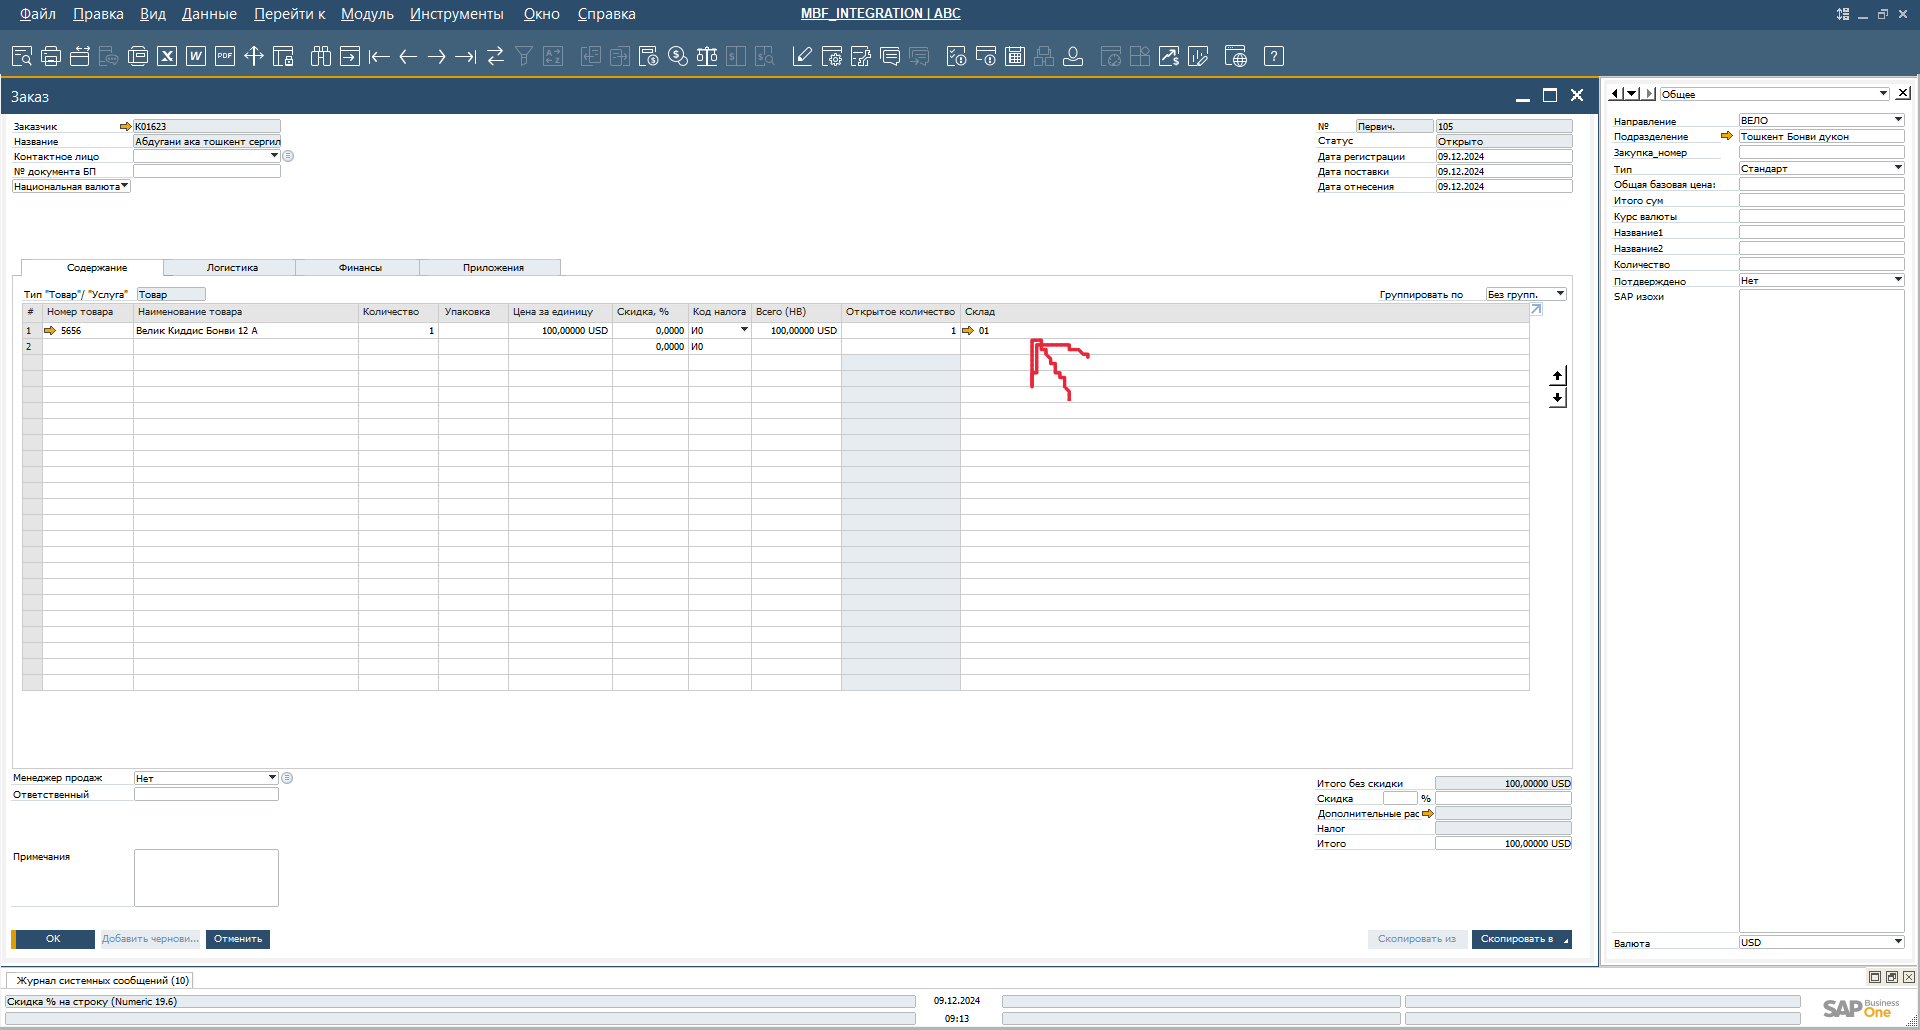 Файл Правка Вид Данные Перейти к Модуль Инструменты Окно Справка
MBF_INTEGRATION | ABC
Заказ
Заказчик K01623
Название Абдугани ака тошкент сергил
Контактное лицо
№ документа БП
Национальная валюта
№ Первич. 105
Статус Открыто
Дата регистрации 09.12.2024
Дата поставки 09.12.2024
Дата отнесения 09.12.2024
Содержание Логистика Финансы Приложения
Тип "Товар"/ "Услуга" Товар
Группировать по Без групп.
# Номер товара Наименование товара Количество Упаковка Цена за единицу Скидка, % Код налога Всего (НВ) Открытое количество Склад
1 5656 Велик Киддис Бонви 12 А 1 100,00000 USD 0,0000 И0 100,00000 USD 1 01
2 0,0000 И0
Менеджер продаж Нет
Ответственный
Примечания
Итого без скидки 100,00000 USD
Скидка %
Дополнительные рас
Налог
Итого 100,00000 USD
ОК Добавить чернови... Отменить
Скопировать из Скопировать в
Общее
Направление ВЕЛО
Подразделение Тошкент Бонви дукон
Закупка_номер
Тип Стандарт
Общая базовая цена:
Итого сум
Курс валюты
Название1
Название2
Количество
Потдверждено Нет
SAP изохи
Валюта USD
Журнал системных сообщений (10)
Скидка % на строку (Numeric 19.6)
09.12.2024
09:13
SAP Business One